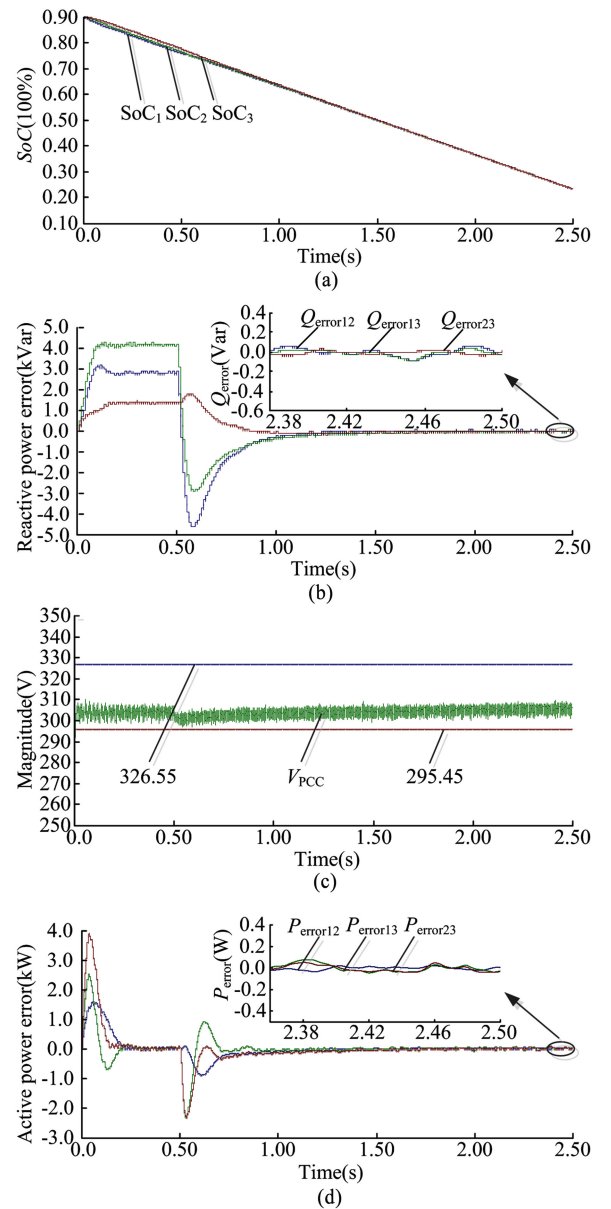 0.90
0.80
0.70
0.60
0.50
0.40
0.30
0.20
0.10
SoC(100%)
SoC1 SoC2 SoC3
0.0 0.50 1.00 1.50 2.00 2.50
Time(s)
(a)
5.0
4.0
3.0
2.0
1.0
0.0
-1.0
-2.0
-3.0
-4.0
-5.0
Reactive power error(kVar)
0.4
0.2
0.0
-0.2
-0.4
-0.6
Qerror(Var)
Qerror12 Qerror13 Qerror23
2.38 2.42 2.46 2.50
0.0 0.50 1.00 1.50 2.00 2.50
Time(s)
(b)
350
340
330
320
310
300
295
290
280
270
260
250
Magnitude(V)
326.55 VPCC 295.45
0.0 0.50 1.00 1.50 2.00 2.50
Time(s)
(c)
4.0
3.0
2.0
1.0
0.0
-1.0
-2.0
-3.0
Active power error(kW)
0.4
0.2
0.0
-0.2
-0.4
Perror(W)
Perror12 Perror13 Perror23
2.38 2.42 2.46 2.50
0.0 0.50 1.00 1.50 2.00 2.50
Time(s)
(d)